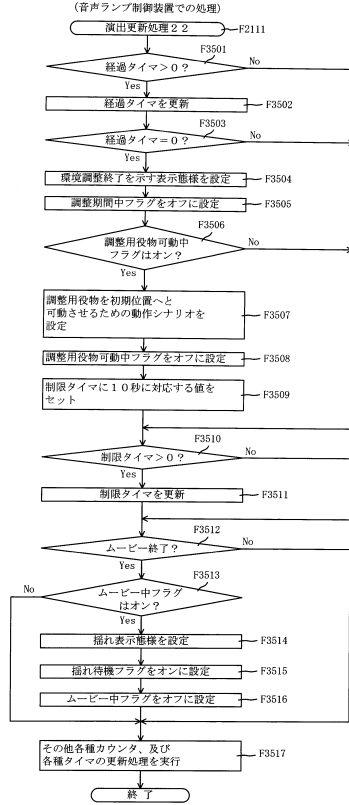 (音声ランプ制御装置での処理)
演出更新処理22
F2111
F3501
経過タイマ>0?
No
Yes
経過タイマを更新
F3502
F3503
経過タイマ=0?
No
Yes
環境調整終了を示す表示態様を設定
F3504
調整期間中フラグをオフに設定
F3505
F3506
調整用役物可動中
フラグはオン?
No
Yes
調整用役物を初期位置へと
可動させるための動作シナリオを
設定
F3507
調整用役物可動中フラグをオフに設定
F3508
制限タイマに10秒に対応する値を
セット
F3509
F3510
制限タイマ>0?
No
Yes
制限タイマを更新
F3511
F3512
ムービー終了?
No
Yes
F3513
No
ムービー中フラグ
はオン?
Yes
揺れ表示態様を設定
F3514
揺れ待機フラグをオンに設定
F3515
ムービー中フラグをオフに設定
F3516
その他各種カウンタ、及び
各種タイマの更新処理を実行
F3517
終了